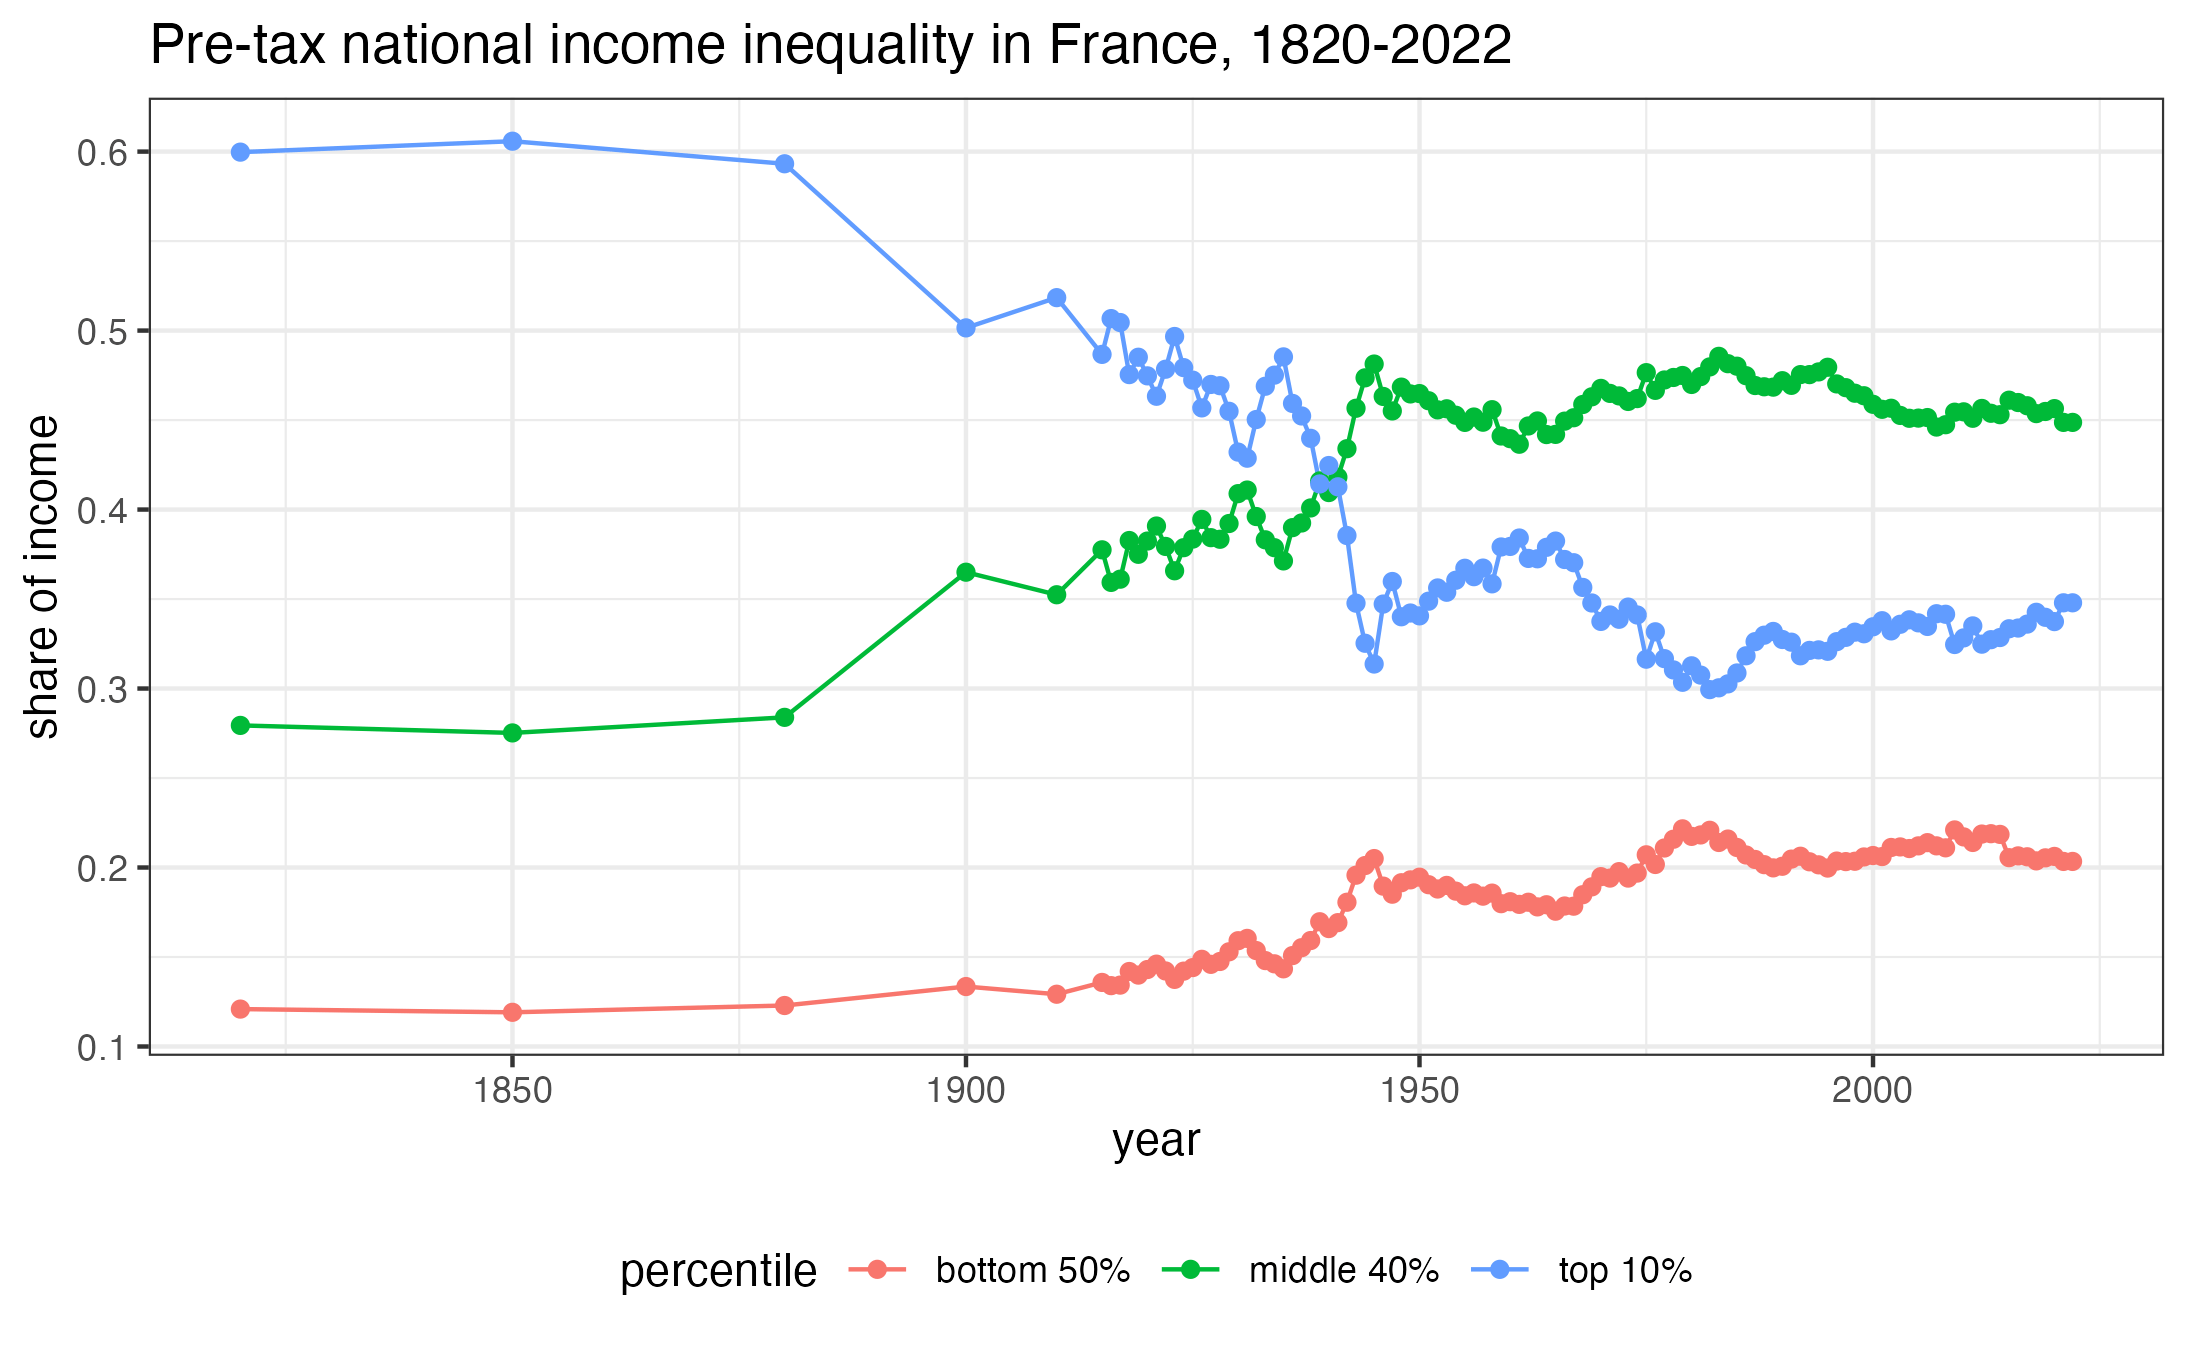 Pre-tax national income inequality in France, 1820-2022
0.6
0.5
0.4
0.3
0.2
0.1
share of income
1850 1900 1950 2000
year
percentile bottom 50% middle 40% top 10%